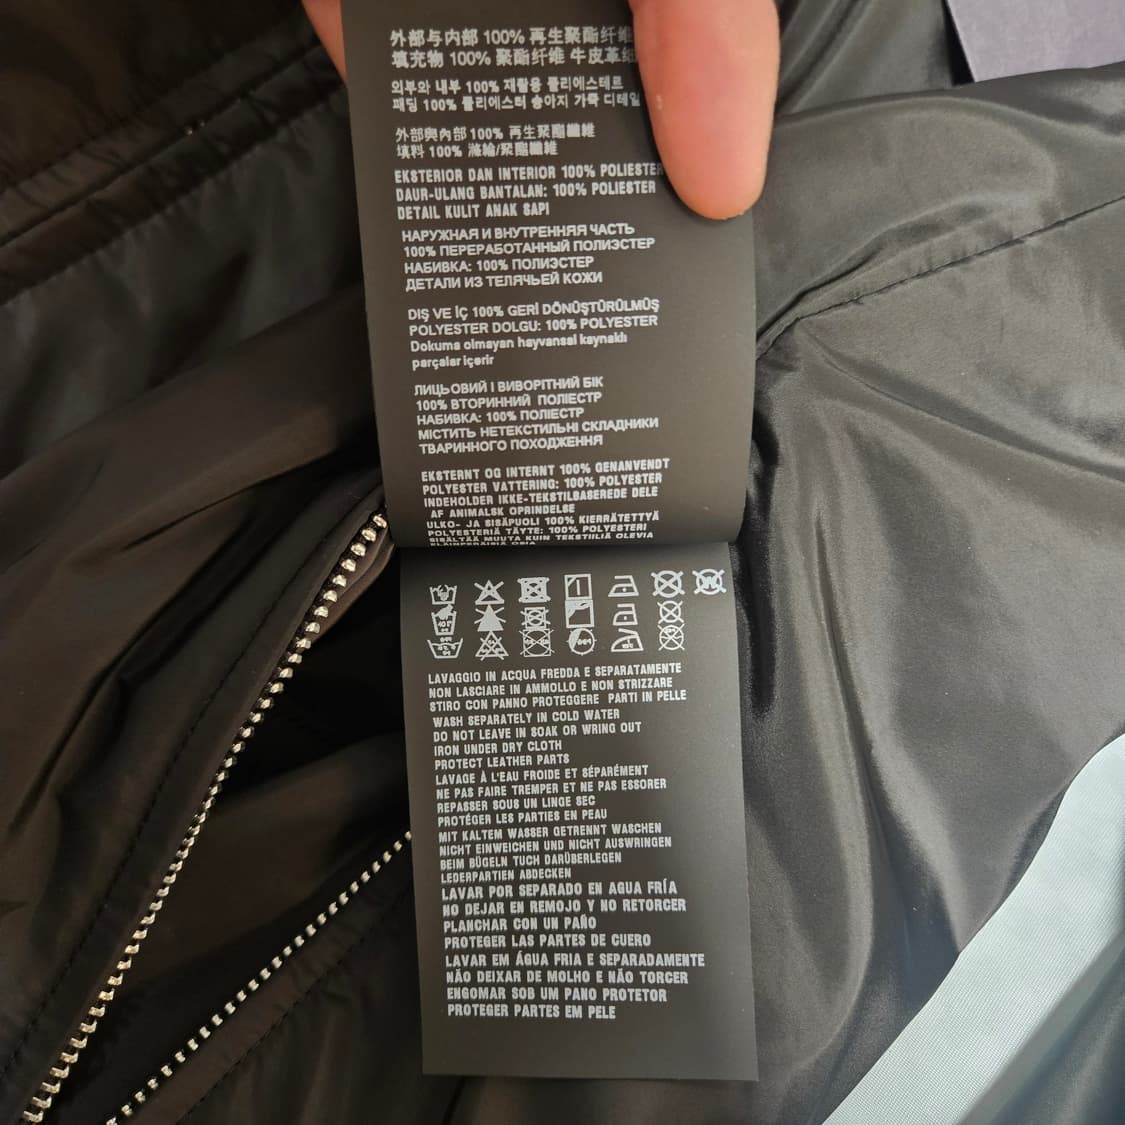 外部与内部 100% 再生聚酯纤维
填充物 100% 聚酯纤维 牛皮革
외부와 내부 100% 재활용 폴리에스테르
패딩 100% 폴리에스터 송아지 가죽 디테일
外部與內部 100% 再生聚酯纖維
填料 100% 滌綸/聚酯纖維
EKSTERIOR DAN INTERIOR 100% POLIESTER
DAUR-ULANG BANTALAN: 100% POLIESTER
DETAIL KULIT ANAK SAPI
НАРУЖНАЯ И ВНУТРЕННЯЯ ЧАСТЬ
100% ПЕРЕРАБОТАННЫЙ ПОЛИЭСТЕР
НАБИВКА: 100% ПОЛИЭСТЕР
ДЕТАЛИ ИЗ ТЕЛЯЧЬЕЙ КОЖИ
DIŞ VE İÇ 100% GERİ DÖNÜŞTÜRÜLMÜŞ
POLYESTER DOLGU: 100% POLYESTER
Dokuma olmayan hayvansal kaynaklı
parçalar içerir
ЛИЦЬОВИЙ І ВИВОРІТНИЙ БІК
100% ВТОРИННИЙ ПОЛІЕСТР
НАБИВКА: 100% ПОЛІЕСТР
МІСТИТЬ НЕТЕКСТИЛЬНІ СКЛАДНИКИ
ТВАРИННОГО ПОХОДЖЕННЯ
EKSTERNT OG INTERNT 100% GENANVENDT
POLYESTER VATTERING: 100% POLYESTER
INDEHOLDER IKKE-TEKSTILBASEREDE DELE
AF ANIMALSK OPRINDELSE
ULKO- JA SISÄPUOLI 100% KIERRÄTETTYÄ
POLYESTERIÄ TÄYTE: 100% POLYESTERI
SISÄLTÄÄ MUUTA KUIN TEKSTIILIÄ OLEVIA
LAVAGGIO IN ACQUA FREDDA E SEPARATAMENTE
NON LASCIARE IN AMMOLLO E NON STRIZZARE
STIRO CON PANNO PROTEGGERE PARTI IN PELLE
WASH SEPARATELY IN COLD WATER
DO NOT LEAVE IN SOAK OR WRING OUT
IRON UNDER DRY CLOTH
PROTECT LEATHER PARTS
LAVAGE À L'EAU FROIDE ET SÉPARÉMENT
NE PAS FAIRE TREMPER ET NE PAS ESSORER
REPASSER SOUS UN LINGE SEC
PROTÉGER LES PARTIES EN PEAU
MIT KALTEM WASSER GETRENNT WASCHEN
NICHT EINWEICHEN UND NICHT AUSWRINGEN
BEIM BÜGELN TUCH DARÜBERLEGEN
LEDERPARTIEN ABDECKEN
LAVAR POR SEPARADO EN AGUA FRÍA
NO DEJAR EN REMOJO Y NO RETORCER
PLANCHAR CON UN PAÑO
PROTEGER LAS PARTES DE CUERO
LAVAR EM ÁGUA FRIA E SEPARADAMENTE
NÃO DEIXAR DE MOLHO E NÃO TORCER
ENGOMAR SOB UM PANO PROTETOR
PROTEGER PARTES EM PELE